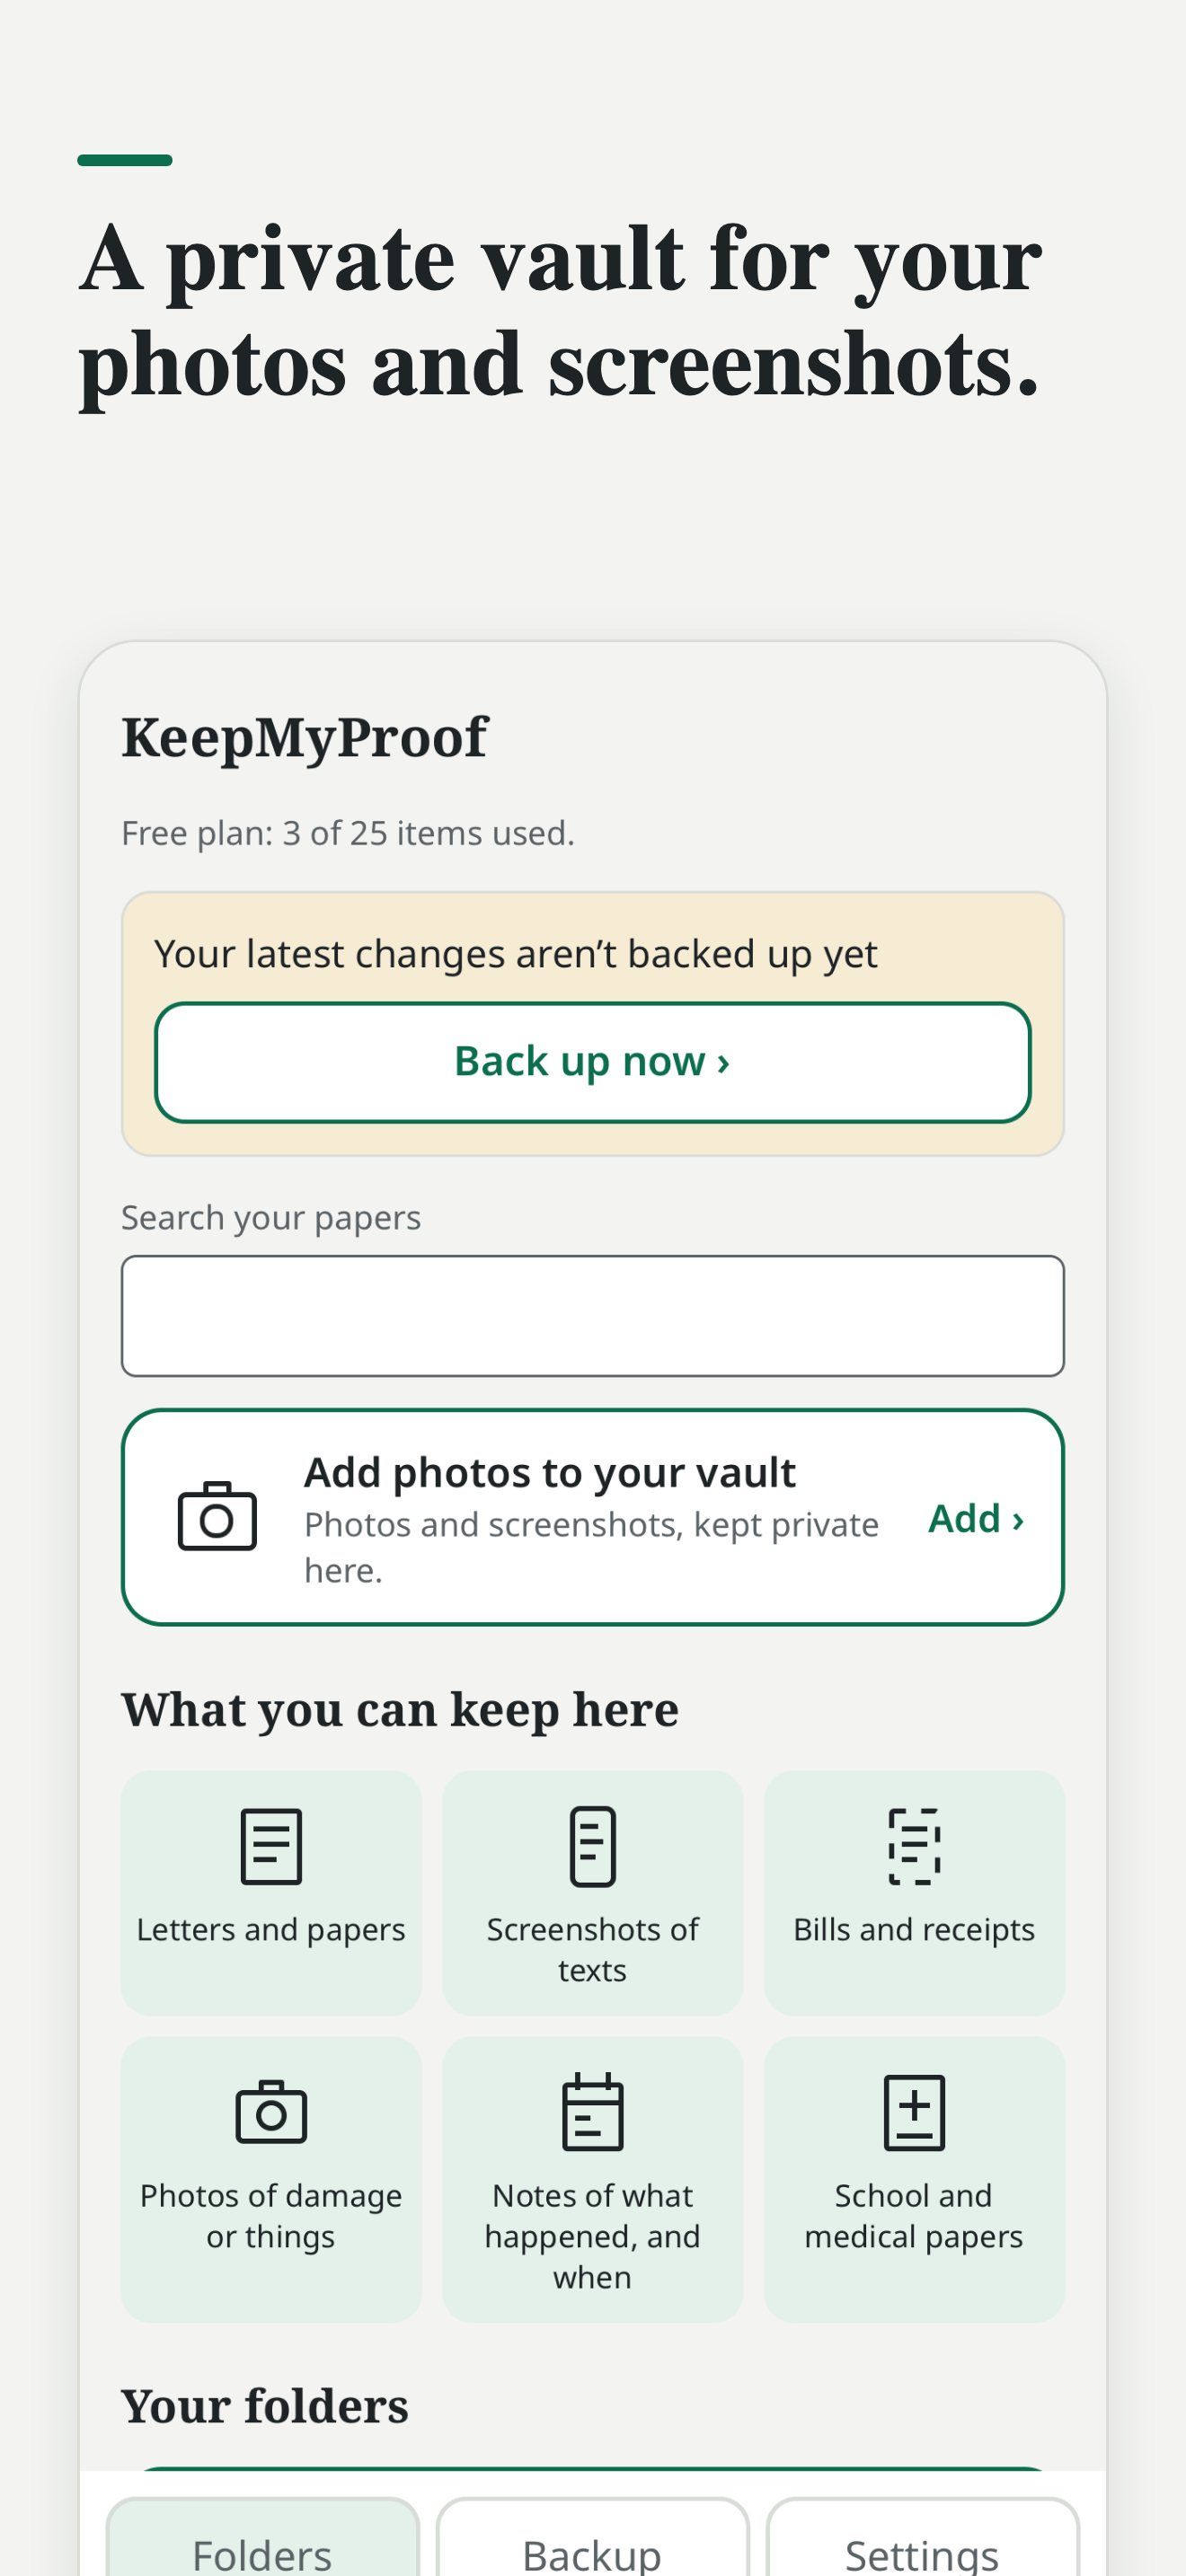 A private vault for your
photos and screenshots.
KeepMyProof
Free plan: 3 of 25 items used.
Your latest changes aren’t backed up yet
Back up now ›
Search your papers
Add photos to your vault
Photos and screenshots, kept private
here.
Add ›
What you can keep here
Letters and papers
Screenshots of
texts
Bills and receipts
Photos of damage
or things
Notes of what
happened, and
when
School and
medical papers
Your folders
Folders
Backup
Settings